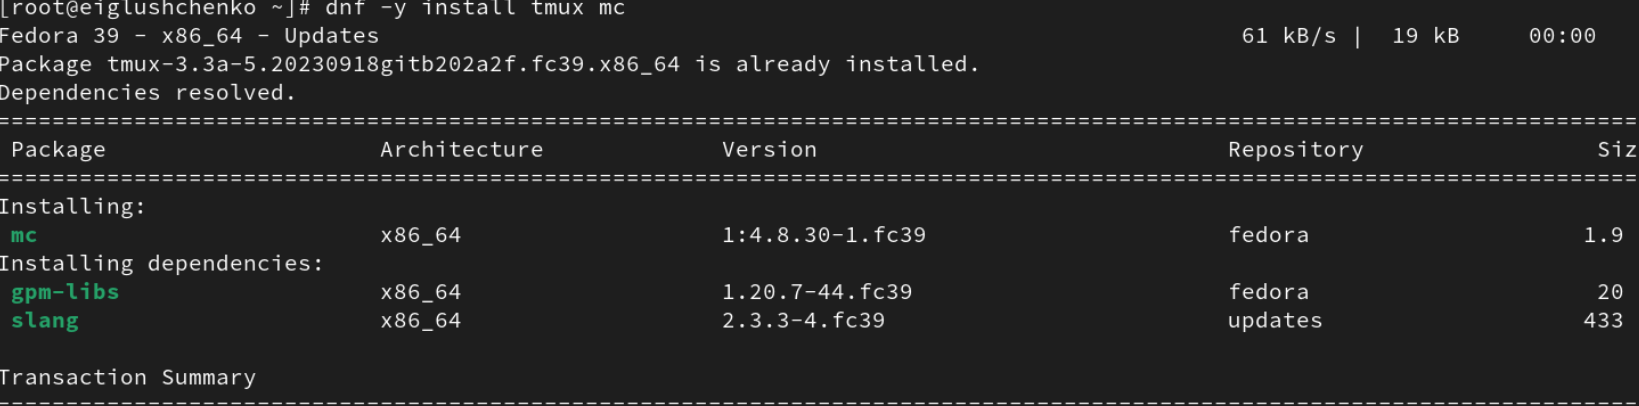 [root@eiglushchenko ~]# dnf -y install tmux mc
Fedora 39 - x86_64 - Updates 61 kB/s | 19 kB 00:00
Package tmux-3.3a-5.20230918gitb202a2f.fc39.x86_64 is already installed.
Dependencies resolved.
Package Architecture Version Repository Siz
Installing:
mc x86_64 1:4.8.30-1.fc39 fedora 1.9
Installing dependencies:
gpm-libs x86_64 1.20.7-44.fc39 fedora 20
slang x86_64 2.3.3-4.fc39 updates 433
Transaction Summary